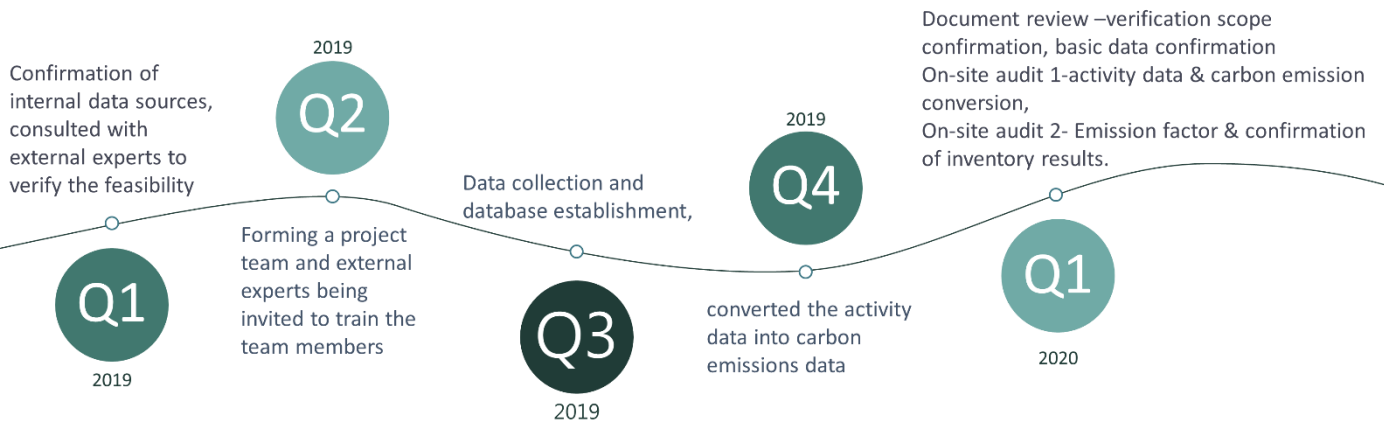 Confirmation of
internal data sources,
consulted with
external experts to
verify the feasibility
Q1
2019
2019
Q2
Forming a project
team and external
experts being
invited to train the
team members
Data collection and
database establishment,
Q3
2019
2019
Q4
converted the activity
data into carbon
emissions data
Document review –verification scope
confirmation, basic data confirmation
On-site audit 1-activity data & carbon emission
conversion,
On-site audit 2- Emission factor & confirmation
of inventory results.
Q1
2020